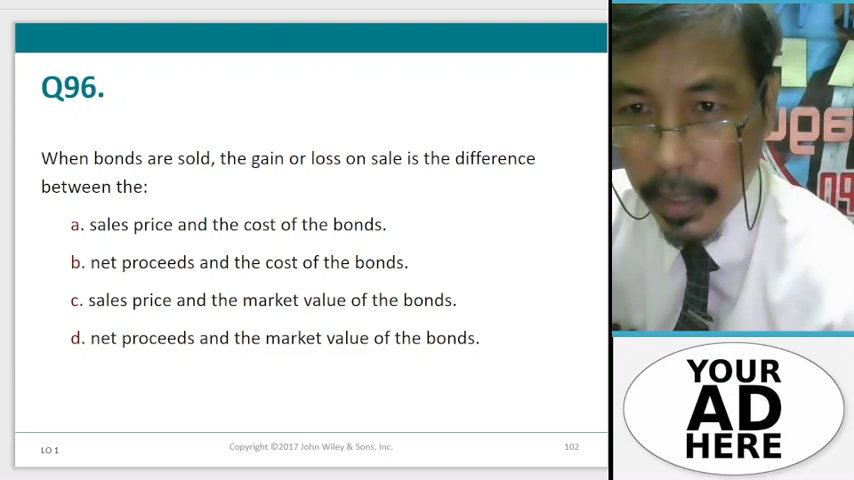 Q96.
When bonds are sold, the gain or loss on sale is the difference
between the:
a. sales price and the cost of the bonds.
b. net proceeds and the cost of the bonds.
c. sales price and the market value of the bonds.
d. net proceeds and the market value of the bonds.
LO 1
Copyright ©2017 John Wiley & Sons, Inc.
102
YOUR
AD
HERE